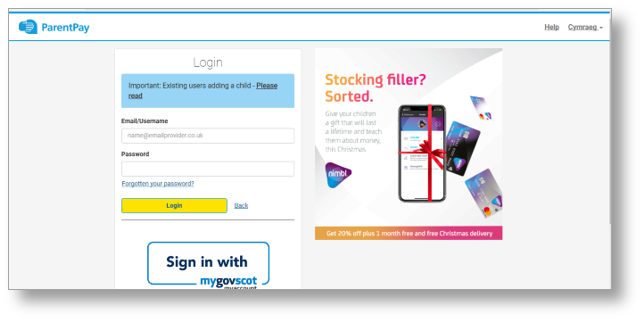 ParentPay
Help Cymraeg
Login
Important: Existing users adding a child - Please
read
Email/Username
name@emailprovider.co.uk
Password
Forgotten your password?
Login Back
Sign in with
mygovscot
myaccount
Stocking filler?
Sorted.
Give your children
a gift that will last
a lifetime and teach
them about money,
this Christmas
nimbl
Get 20% off plus 1 month free and free Christmas delivery